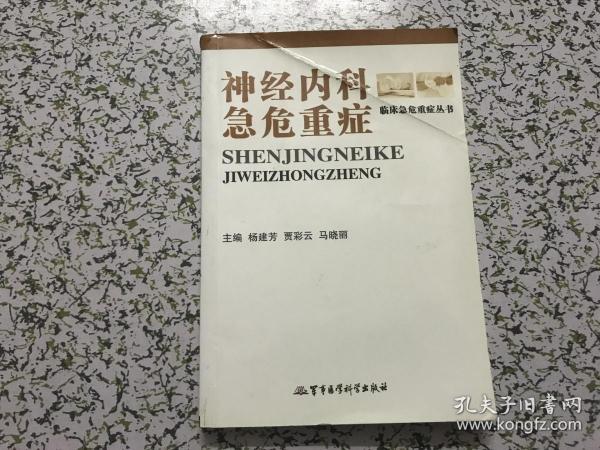 神经内科
急危重症
临床急危重症丛书
SHENJINGNEIKE
JIWEIZHONGZHENG
主编 杨建芳 贾彩云 马晓丽
军事医学科学出版社
孔夫子旧书网
www.kongfz.com